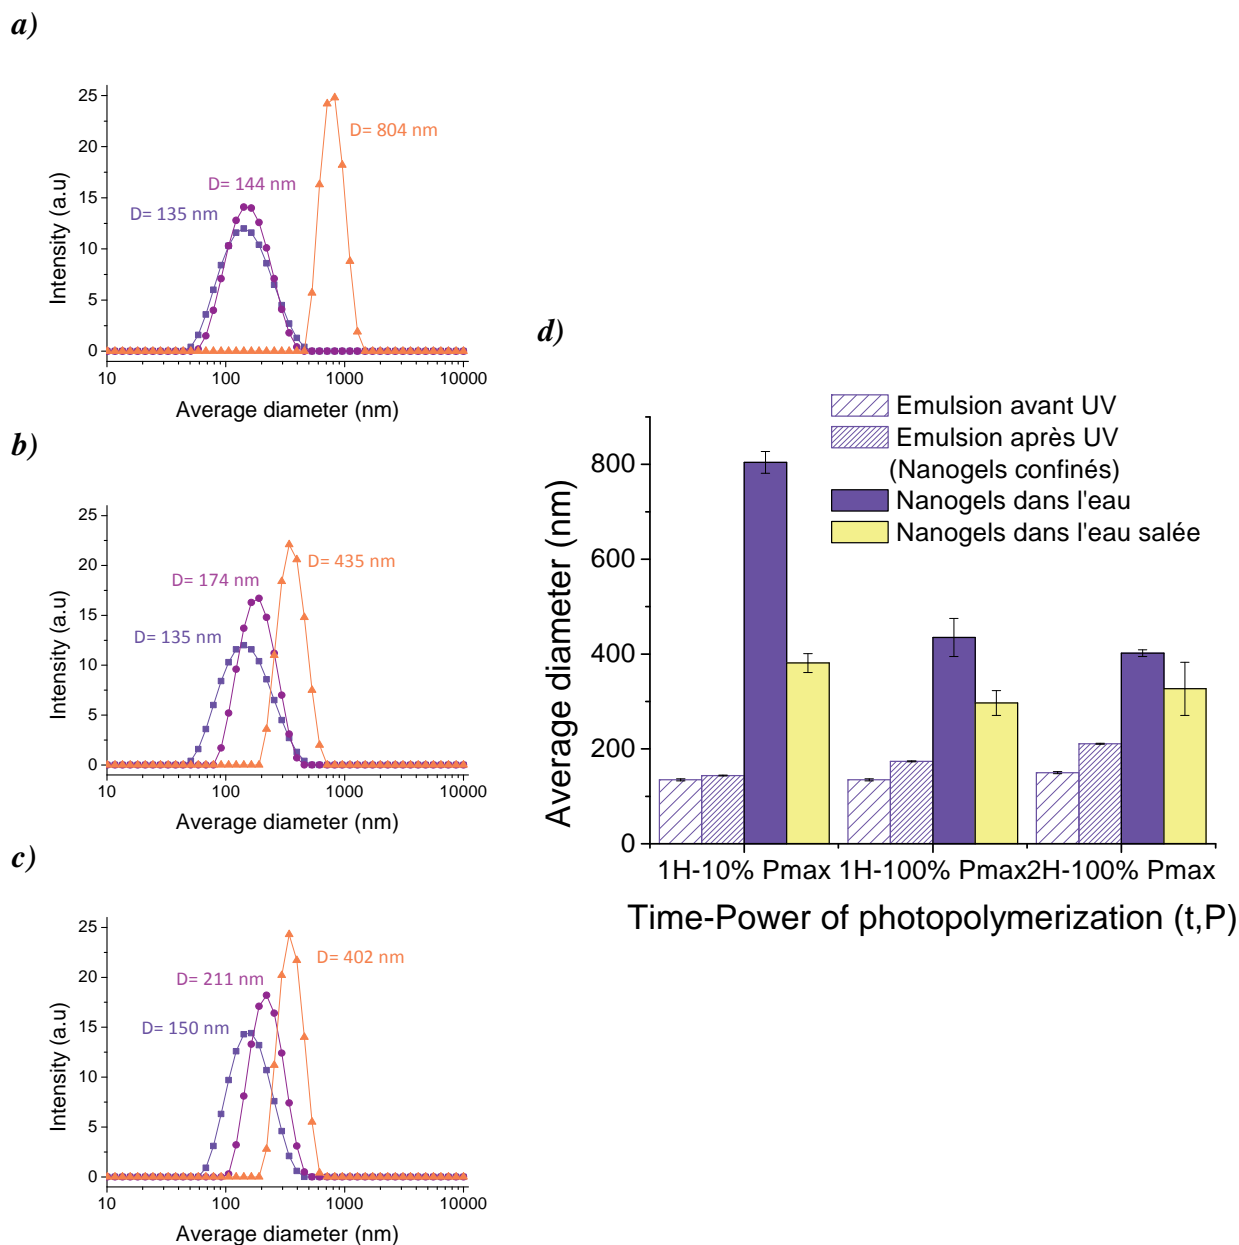 a)
25
20
15
10
5
0
Intensity (a.u)
D= 804 nm
D= 144 nm
D= 135 nm
10
100
1000
10000
Average diameter (nm)
b)
25
20
15
10
5
0
Intensity (a.u)
D= 435 nm
D= 174 nm
D= 135 nm
10
100
1000
10000
Average diameter (nm)
c)
25
20
15
10
5
0
Intensity (a.u)
D= 402 nm
D= 211 nm
D= 150 nm
10
100
1000
10000
Average diameter (nm)
d)
Emulsion avant UV
Emulsion après UV
(Nanogels confinés)
Nanogels dans l'eau
Nanogels dans l'eau salée
800
600
400
200
0
Average diameter (nm)
1H-10% Pmax
1H-100% Pmax
2H-100% Pmax
Time-Power of photopolymerization (t,P)